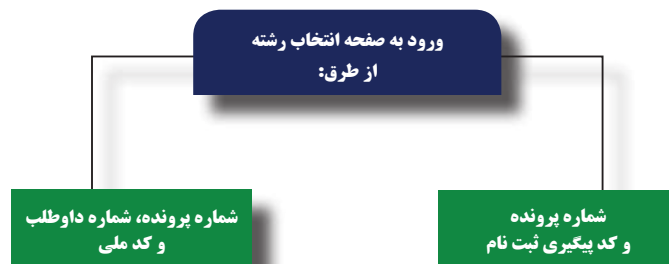 ورود به صفحه انتخاب رشته
از طرق:
شماره پرونده
و کد پیگیری ثبت نام
شماره پرونده، شماره داوطلب
و کد ملی